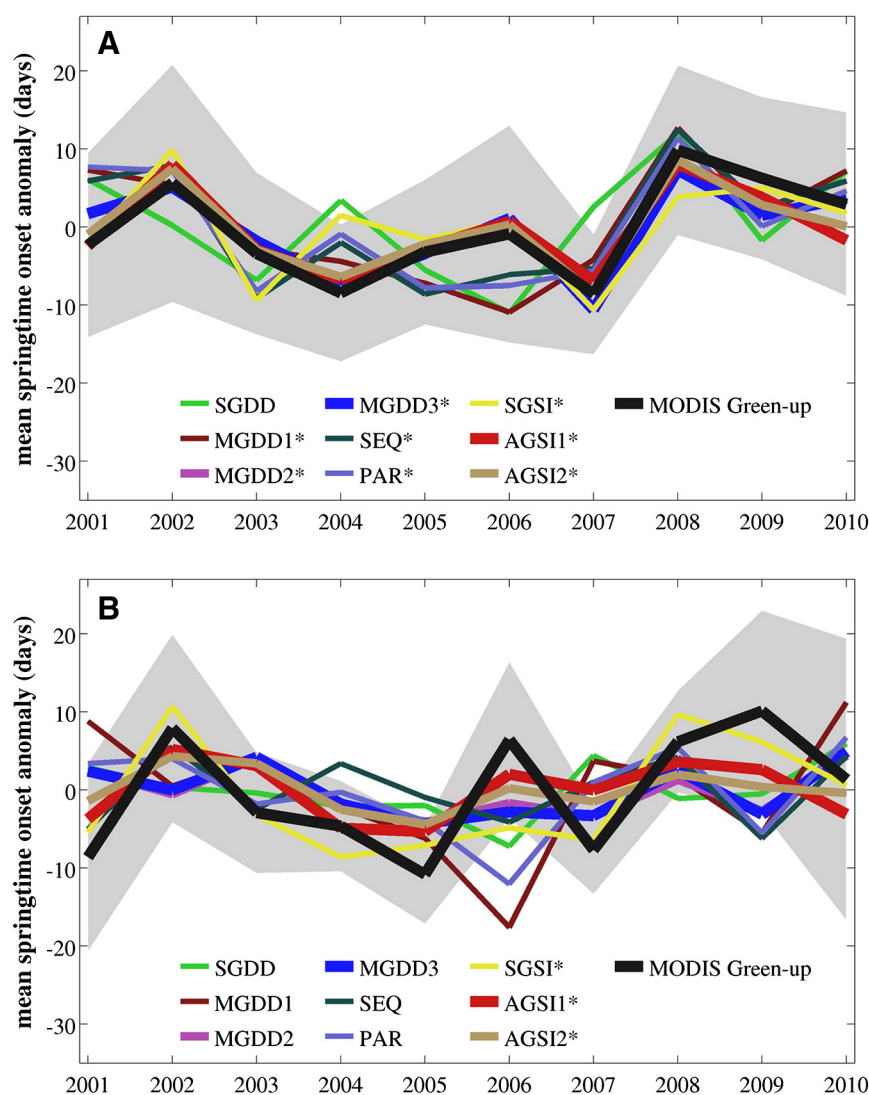 A
mean springtime onset anomaly (days)
20
10
0
-10
-20
-30
SGDD MGDD3* SGSI* MODIS Green-up
MGDD1* SEQ* AGSI1*
MGDD2* PAR* AGSI2*
2001 2002 2003 2004 2005 2006 2007 2008 2009 2010
B
mean springtime onset anomaly (days)
20
10
0
-10
-20
-30
SGDD MGDD3 SGSI* MODIS Green-up
MGDD1 SEQ AGSI1*
MGDD2 PAR AGSI2*
2001 2002 2003 2004 2005 2006 2007 2008 2009 2010